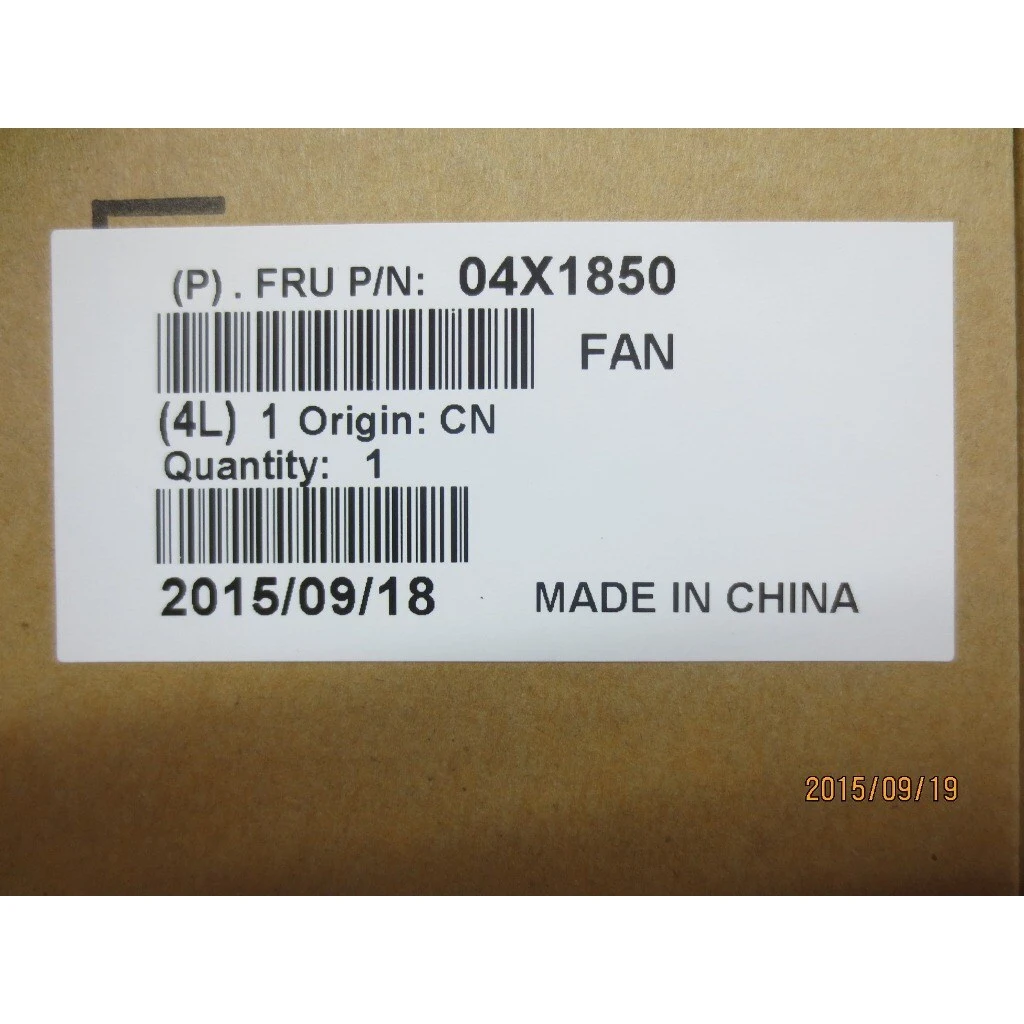 (P) . FRU P/N: 04X1850
FAN
(4L) 1 Origin: CN
Quantity: 1
2015/09/18 MADE IN CHINA
2015/09/19